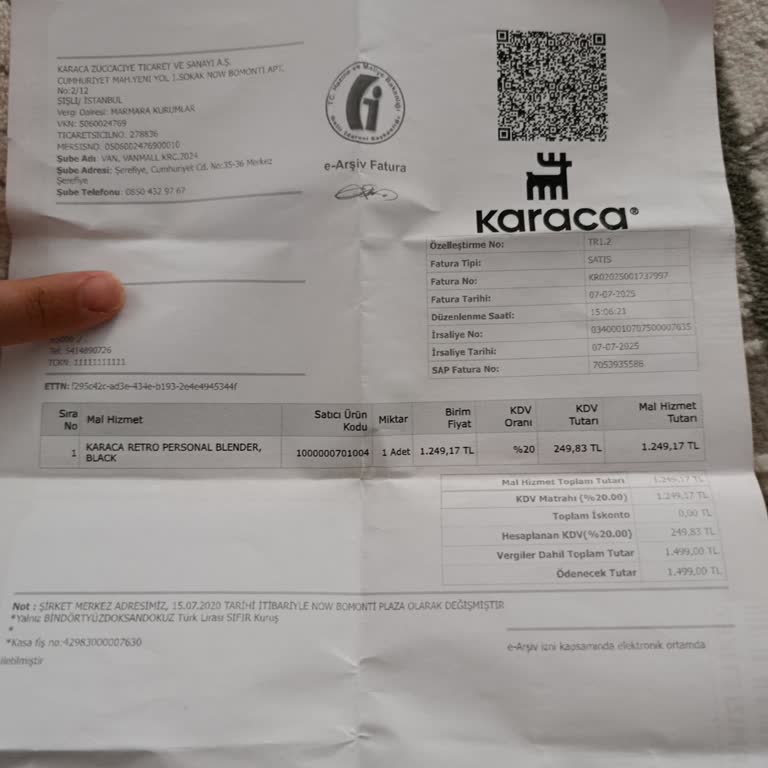 KARACA ZÜCCACİYE TİCARET VE SANAYİ A.Ş.
CUMHURİYET MAH.YENİ YOL 1.SOKAK NOW BOMONTİ APT.
No:2/12
ŞİŞLİ/ İSTANBUL
Vergi Dairesi: MARMARA KURUMLAR
VKN: 5060024769
TICARETSICILNO: 278836
MERSISNO: 0506002476900010
Şube Adı: VAN, VANMALL KRC.2024
Şube Adresi: Şerefiye, Cumhuriyet Cd. No:35-36 Merkez
Şerefiye
Şube Telefonu: 0850 432 97 67
T.C. Hazine ve Maliye Bakanlığı
Gelir İdaresi Başkanlığı
e-Arşiv Fatura
karaca®
Özelleştirme No: TR1.2
Fatura Tipi: SATIS
Fatura No: KR02025001737997
Fatura Tarihi: 07-07-2025
Düzenlenme Saati: 15:06:21
İrsaliye No: 03400010707500007635
İrsaliye Tarihi: 07-07-2025
SAP Fatura No: 7053935586
Tel: 5414890726
TCKN: 11111111111
ETTN: f295c42c-ad3e-434e-b193-2e4e4945344f
Sıra No Mal Hizmet Satıcı Ürün Kodu Miktar Birim Fiyat KDV Oranı KDV Tutarı Mal Hizmet Tutarı
1 KARACA RETRO PERSONAL BLENDER, BLACK 1000000701004 1 Adet 1.249,17 TL %20 249,83 TL 1.249,17 TL
Mal Hizmet Toplam Tutarı 1.249,17 TL
KDV Matrahı (%20.00) 1.249,17 TL
Toplam İskonto 0,00 TL
Hesaplanan KDV(%20.00) 249,83 TL
Vergiler Dahil Toplam Tutar 1.499,00 TL
Ödenecek Tutar 1.499,00 TL
Not : ŞİRKET MERKEZ ADRESİMİZ, 15.07.2020 TARİHİ İTİBARIYLE NOW BOMONTİ PLAZA OLARAK DEĞİŞMİŞTİR
*Yalnız BİNDÖRTYÜZDOKSANDOKUZ Türk Lirası SIFIR Kuruş
*
*Kasa fiş no:42983000007630
e-Arşiv izni kapsamında elektronik ortamda
iletilmiştir